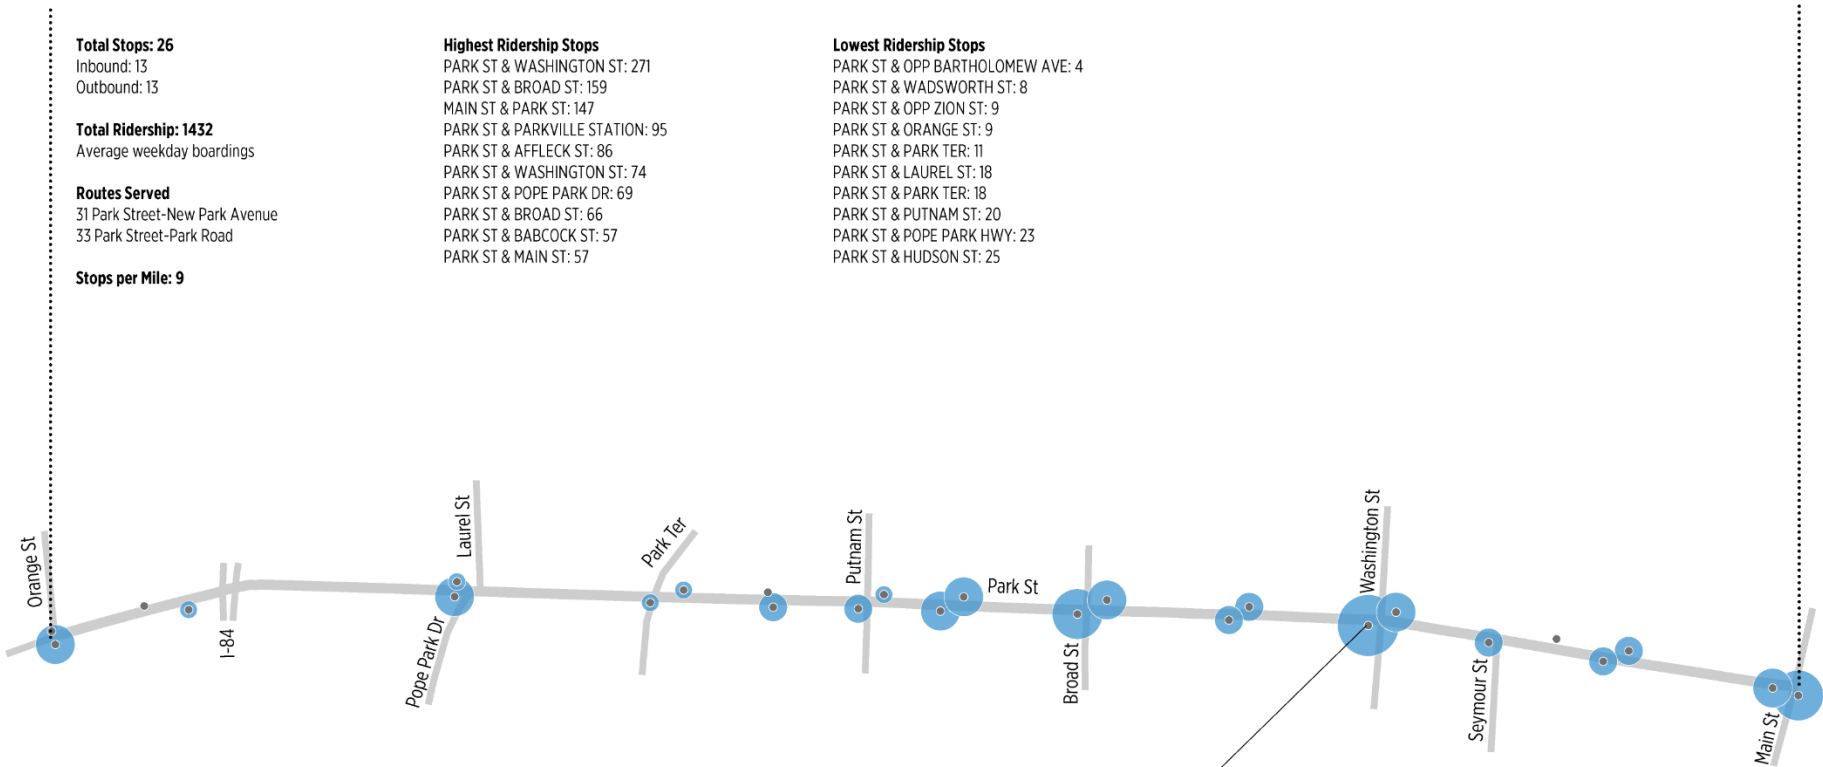 Total Stops: 26
Inbound: 13
Outbound: 13
Total Ridership: 1432
Average weekday boardings
Routes Served
31 Park Street-New Park Avenue
33 Park Street-Park Road
Stops per Mile: 9
Highest Ridership Stops
PARK ST & WASHINGTON ST: 271
PARK ST & BROAD ST: 159
MAIN ST & PARK ST: 147
PARK ST & PARKVILLE STATION: 95
PARK ST & AFFLECK ST: 86
PARK ST & WASHINGTON ST: 74
PARK ST & POPE PARK DR: 69
PARK ST & BROAD ST: 66
PARK ST & BABCOCK ST: 57
PARK ST & MAIN ST: 57
Lowest Ridership Stops
PARK ST & OPP BARTHOLOMEW AVE: 4
PARK ST & WADSWORTH ST: 8
PARK ST & OPP ZION ST: 9
PARK ST & ORANGE ST: 9
PARK ST & PARK TER: 11
PARK ST & LAUREL ST: 18
PARK ST & PARK TER: 18
PARK ST & PUTNAM ST: 20
PARK ST & POPE PARK HWY: 23
PARK ST & HUDSON ST: 25
Orange St
I-84
Laurel St
Pope Park Dr
Park Ter
Putnam St
Park St
Broad St
Washington St
Seymour St
Main St